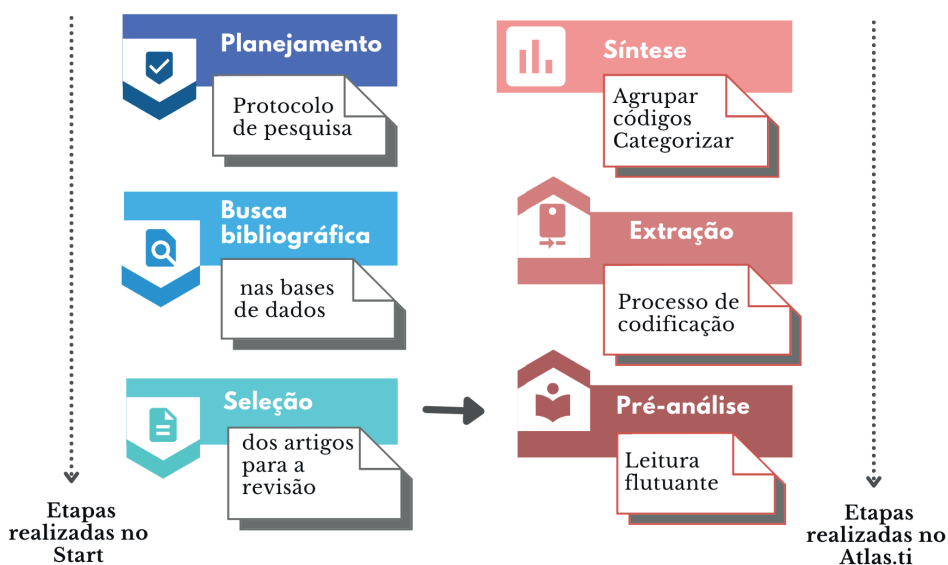 Planejamento
Protocolo
de pesquisa
Busca
bibliográfica
nas bases
de dados
Seleção
dos artigos
para a
revisão
Etapas
realizadas no
Start
Síntese
Agrupar
códigos
Categorizar
Extração
Processo de
codificação
Pré-análise
Leitura
flutuante
Etapas
realizadas no
Atlas.ti